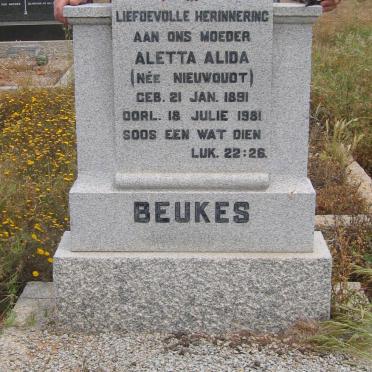 LIEFDEVOLLE HERINNERING
AAN ONS MOEDER
ALETTA ALIDA
(NÉE NIEUWOUDT)
GEB. 21 JAN. 1891
OORL. 18 JULIE 1981
SOOS EEN WAT DIEN
LUK. 22:26.
BEUKES